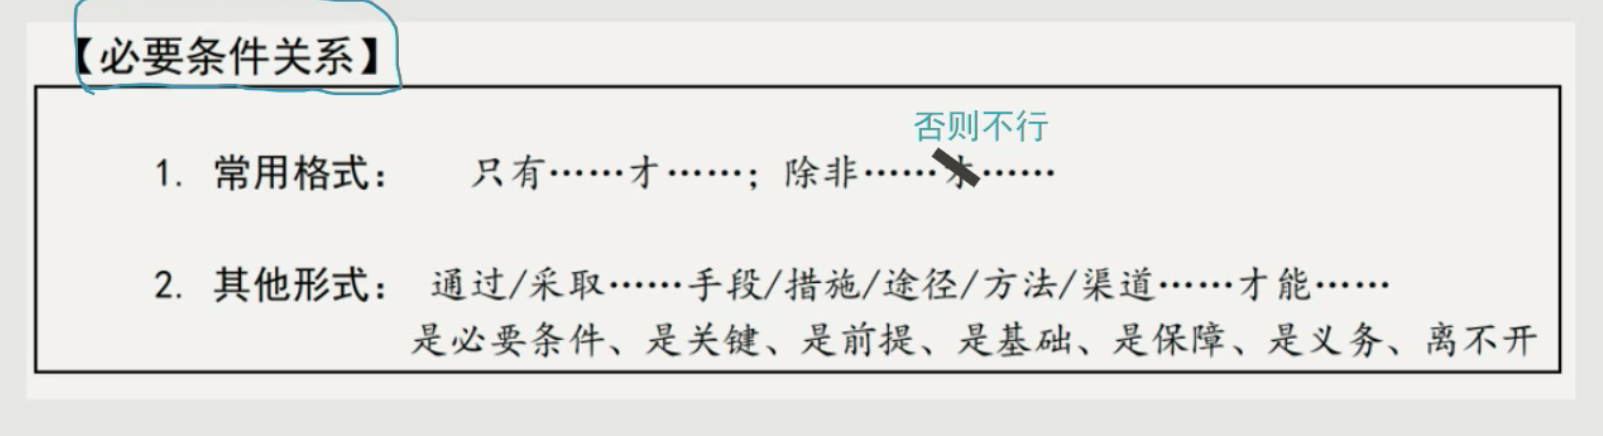 【必要条件关系】
否则不行
1. 常用格式： 只有……才……；除非……才……
2. 其他形式： 通过/采取……手段/措施/途径/方法/渠道……才能……
是必要条件、是关键、是前提、是基础、是保障、是义务、离不开